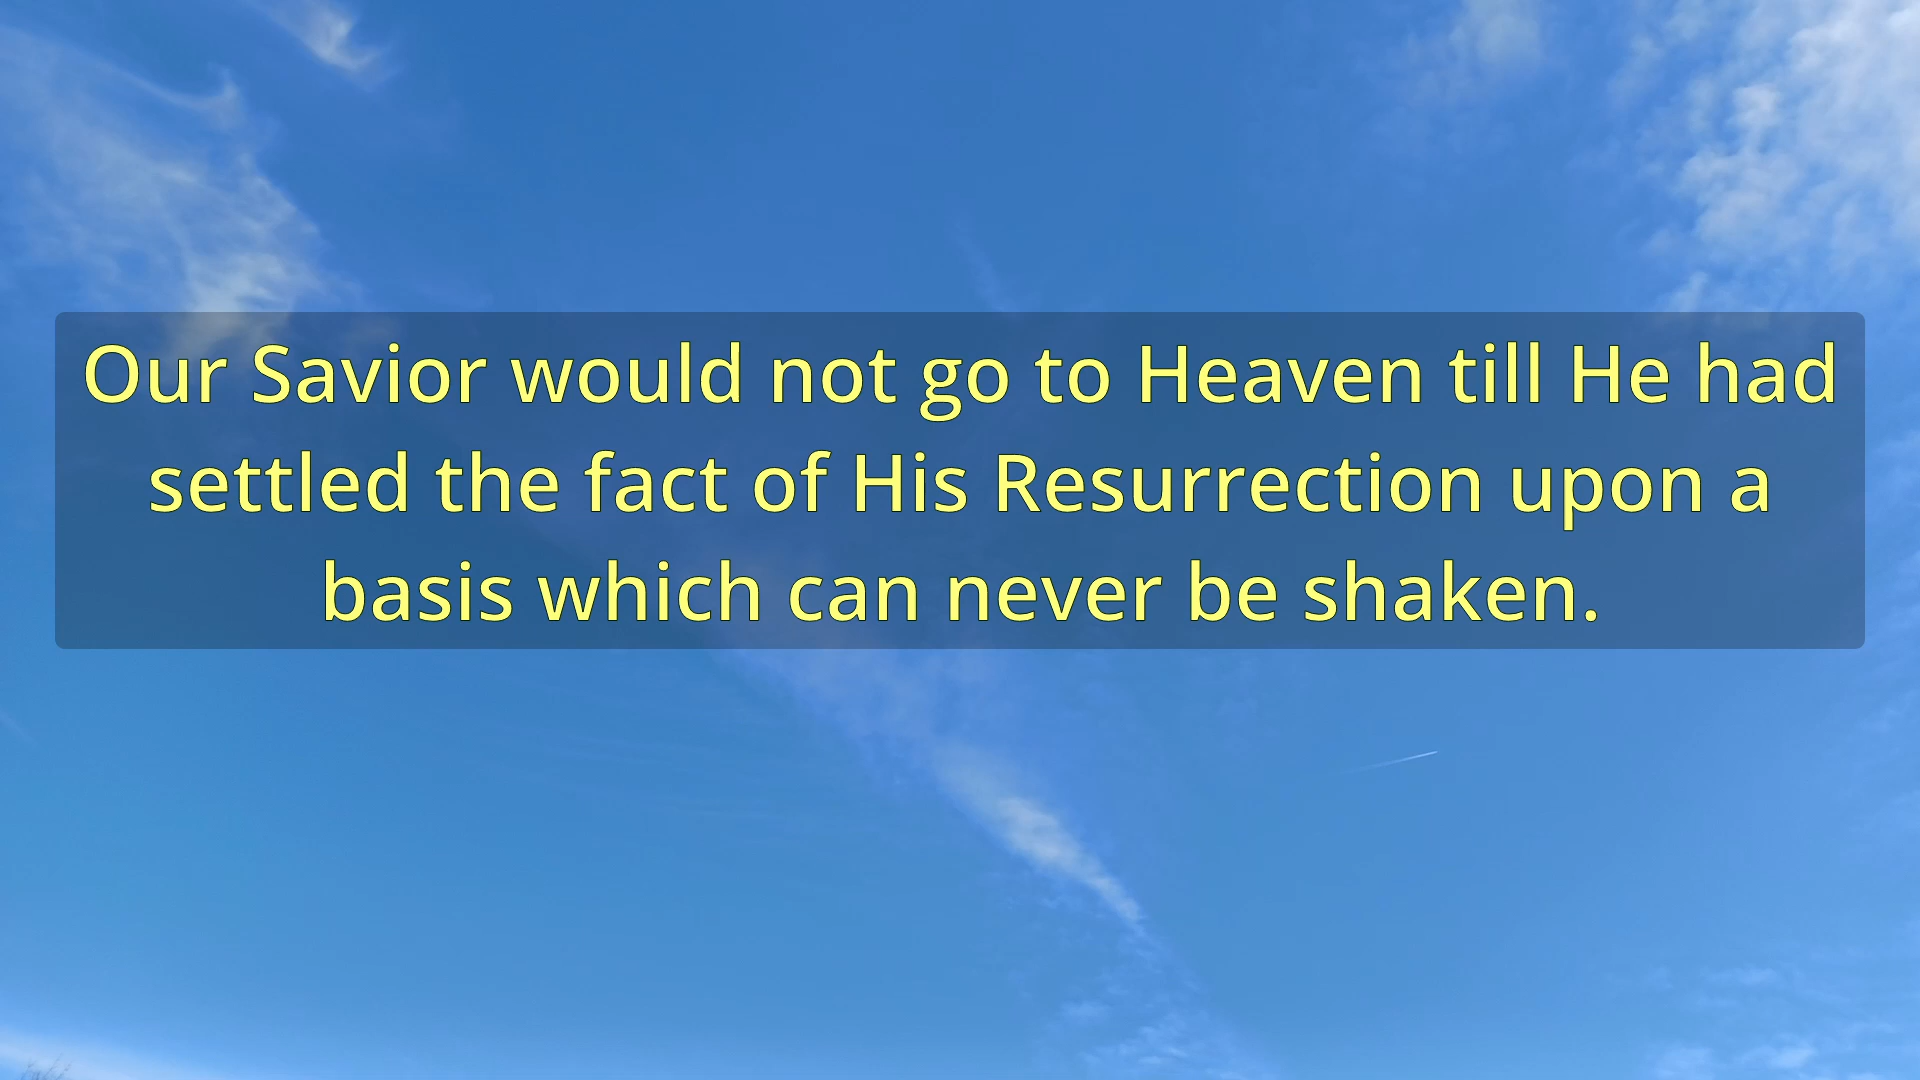 Our Savior would not go to Heaven till He had
settled the fact of His Resurrection upon a
basis which can never be shaken.